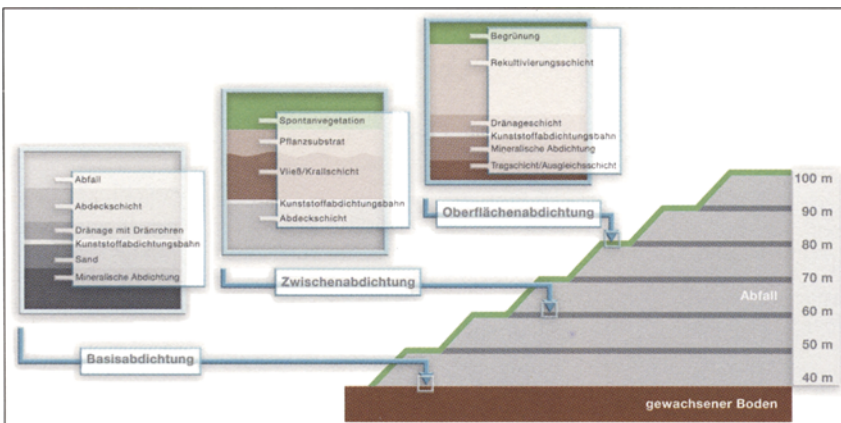 Begrünung
Rekultivierungsschicht
Dränageschicht
Kunststoffabdichtungsbahn
Mineralische Abdichtung
Tragschicht/Ausgleichsschicht
Oberflächenabdichtung
Spontanvegetation
Pflanzsubstrat
Vließ/Krallschicht
Kunststoffabdichtungsbahn
Abdeckschicht
Zwischenabdichtung
Abfall
Abdeckschicht
Dränage mit Dränrohren
Kunststoffabdichtungsbahn
Sand
Mineralische Abdichtung
Basisabdichtung
100 m
90 m
80 m
70 m
Abfall
60 m
50 m
40 m
gewachsener Boden